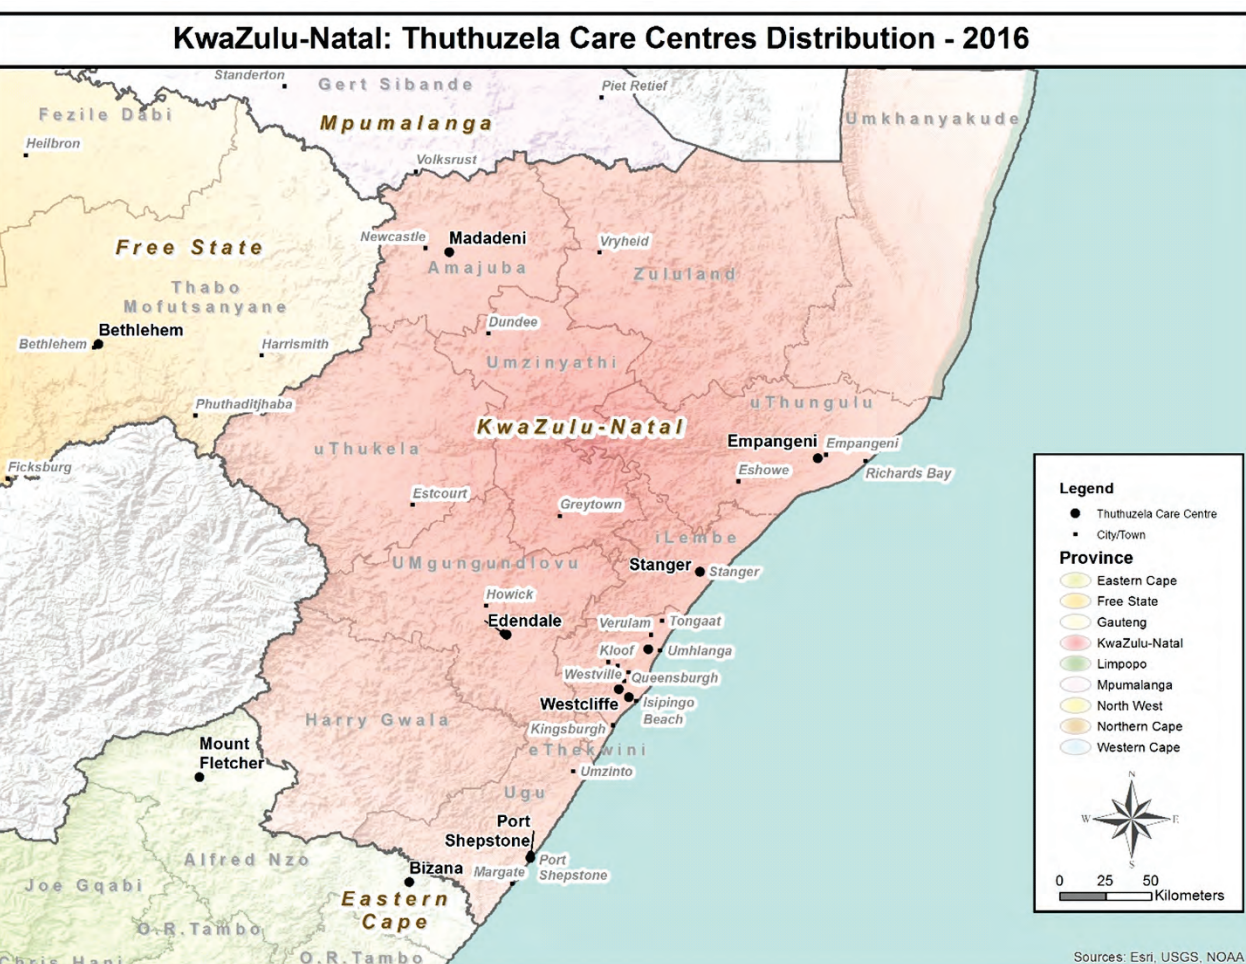 KwaZulu-Natal: Thuthuzela Care Centres Distribution - 2016
Standerton
Gert Sibande
Piet Retief
Fezile Dabi
Umkhanyakude
Mpumalanga
Heilbron
Volksrust
Newcastle
Madadeni
Vryheid
Free State
Amajuba
Zululand
Thabo
Mofutsanyane
Dundee
Bethlehem
Bethlehem
Harrismith
Umzinyathi
Phuthaditjhaba
uThungulu
KwaZulu-Natal
Empangeni
Empangeni
uThukela
Ficksburg
Eshowe
Richards Bay
Estcourt
Greytown
iLembe
UMgungundlovu
Stanger
Stanger
Howick
Edendale
Verulam
Tongaat
Kloof
Umhlanga
Westville
Queensburgh
Westcliffe
Isipingo
Beach
Harry Gwala
Kingsburgh
eThekwini
Mount
Fletcher
Umzinto
Ugu
Port
Shepstone
Alfred Nzo
Bizana
Margate
Port
Shepstone
Joe Gqabi
Eastern
Cape
O.R.Tambo
O.R.Tambo
Chris Hani
Legend
Thuthuzela Care Centre
City/Town
Province
Eastern Cape
Free State
Gauteng
KwaZulu-Natal
Limpopo
Mpumalanga
North West
Northern Cape
Western Cape
N
W
E
S
0 25 50
Kilometers
Sources: Esri, USGS, NOAA